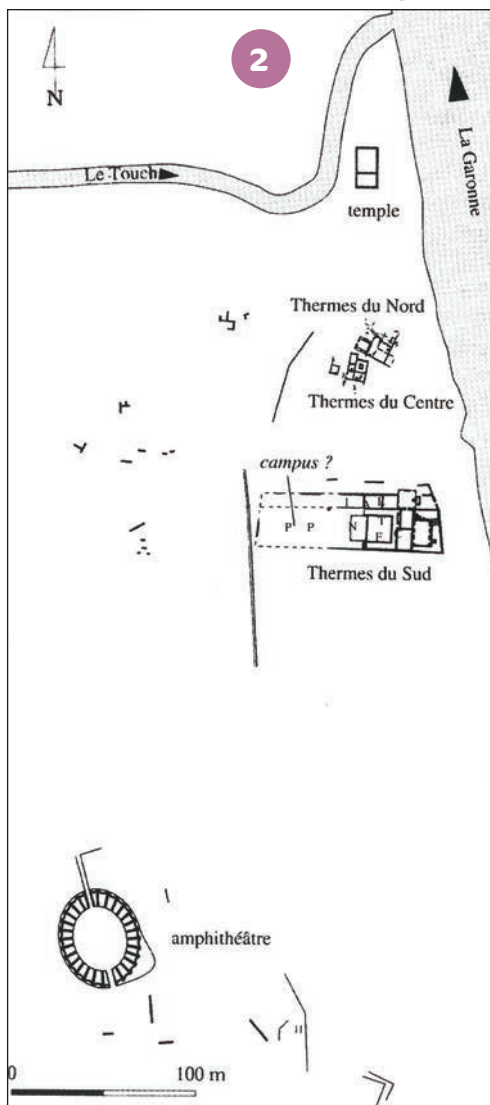 2
N
La Garonne
Le Touch
temple
Thermes du Nord
Thermes du Centre
campus ?
P P N F
Thermes du Sud
amphithéâtre
0 100 m